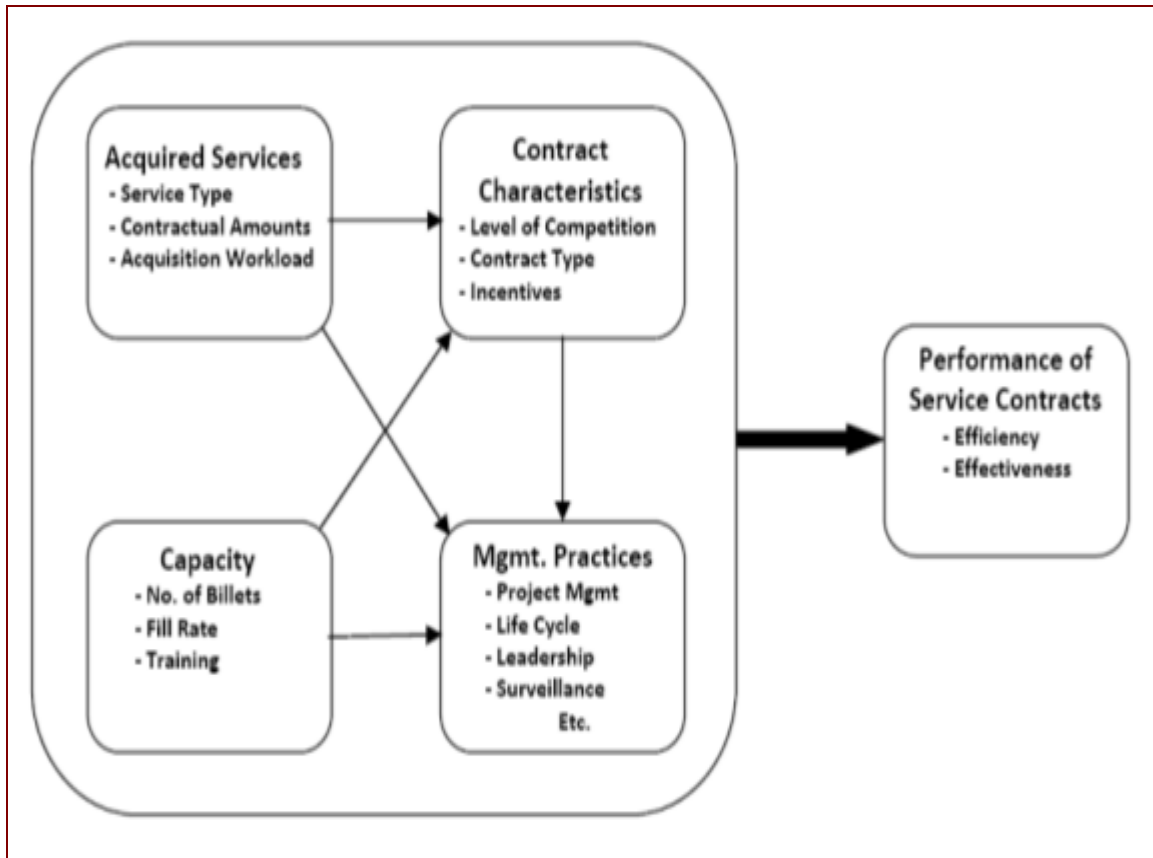 Acquired Services
- Service Type
- Contractual Amounts
- Acquisition Workload
Contract
Characteristics
- Level of Competition
- Contract Type
- Incentives
Capacity
- No. of Billets
- Fill Rate
- Training
Mgmt. Practices
- Project Mgmt
- Life Cycle
- Leadership
- Surveillance
Etc.
Performance of
Service Contracts
- Efficiency
- Effectiveness